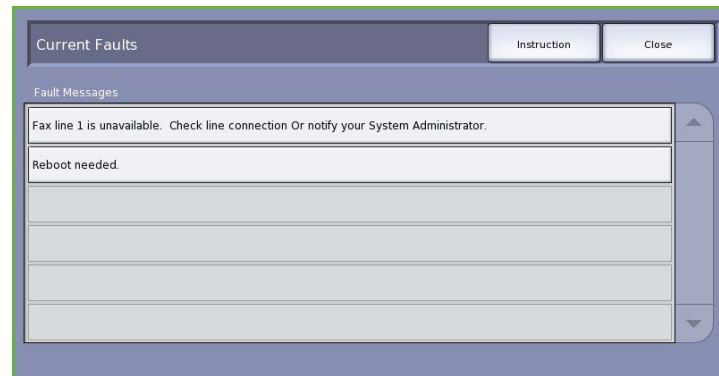 Current Faults
Instruction
Close
Fault Messages
Fax line 1 is unavailable.  Check line connection Or notify your System Administrator.
Reboot needed.